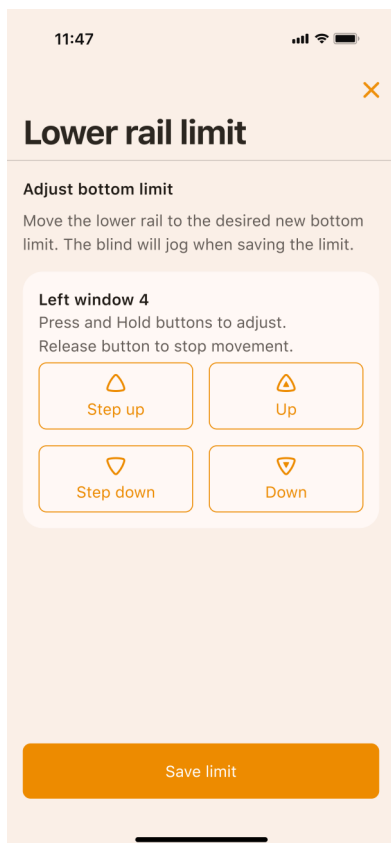 11:47
Lower rail limit
Adjust bottom limit
Move the lower rail to the desired new bottom
limit. The blind will jog when saving the limit.
Left window 4
Press and Hold buttons to adjust.
Release button to stop movement.
Step up
Up
Step down
Down
Save limit